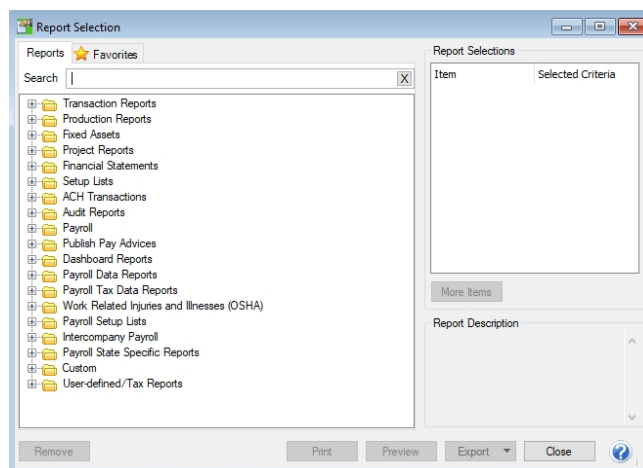 Report Selection
Reports
Favorites
Search
X
Transaction Reports
Production Reports
Fixed Assets
Project Reports
Financial Statements
Setup Lists
ACH Transactions
Audit Reports
Payroll
Publish Pay Advices
Dashboard Reports
Payroll Data Reports
Payroll Tax Data Reports
Work Related Injuries and Illnesses (OSHA)
Payroll Setup Lists
Intercompany Payroll
Payroll State Specific Reports
Custom
User-defined/Tax Reports
Report Selections
Item Selected Criteria
More Items
Report Description
Remove Print Preview Export Close ?